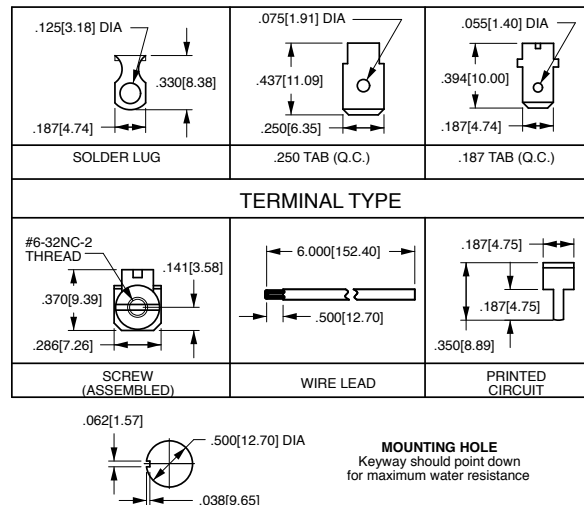 .125[3.18] DIA
.330[8.38]
.187[4.74]
SOLDER LUG
.075[1.91] DIA
.437[11.09]
.250[6.35]
.250 TAB (Q.C.)
.055[1.40] DIA
.394[10.00]
.187[4.74]
.187 TAB (Q.C.)
TERMINAL TYPE
#6-32NC-2
THREAD
.141[3.58]
.370[9.39]
.286[7.26]
SCREW
(ASSEMBLED)
6.000[152.40]
.500[12.70]
WIRE LEAD
.187[4.75]
.187[4.75]
.350[8.89]
PRINTED
CIRCUIT
.062[1.57]
.500[12.70] DIA
.038[9.65]
MOUNTING HOLE
Keyway should point down
for maximum water resistance